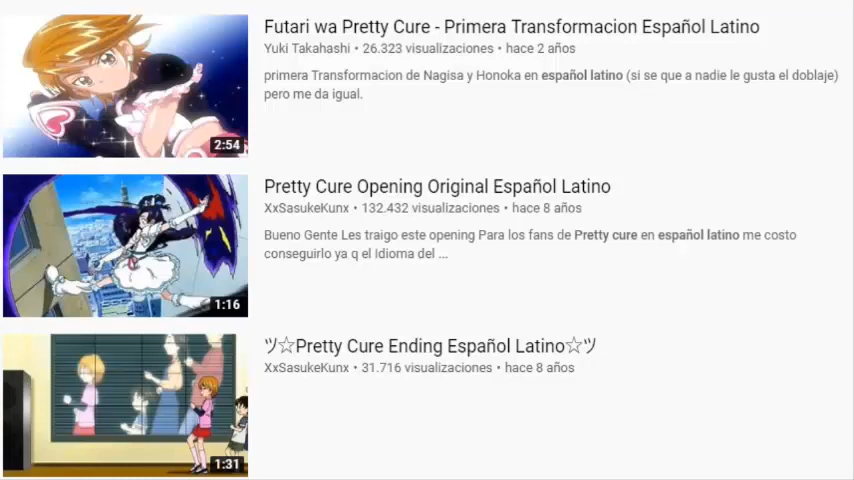 Futari wa Pretty Cure - Primera Transformacion Español Latino
Yuki Takahashi • 26.323 visualizaciones • hace 2 años
primera Transformacion de Nagisa y Honoka en español latino (si se que a nadie le gusta el doblaje)
pero me da igual.
2:54
Pretty Cure Opening Original Español Latino
XxSasukeKunx • 132.432 visualizaciones • hace 8 años
Bueno Gente Les traigo este opening Para los fans de Pretty cure en español latino me costo
conseguirlo ya q el Idioma del ...
1:16
ツ☆Pretty Cure Ending Español Latino☆ツ
XxSasukeKunx • 31.716 visualizaciones • hace 8 años
1:31